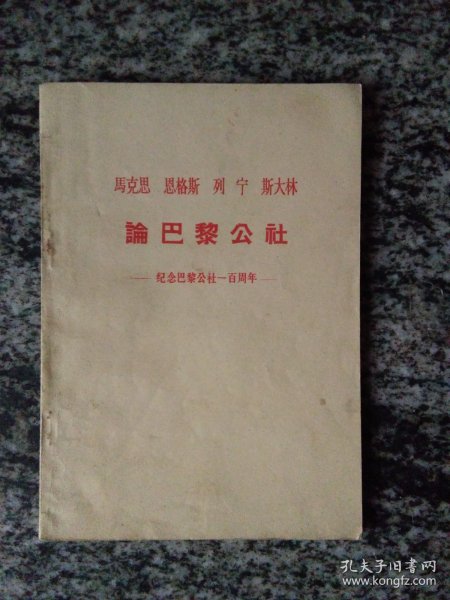 馬克思 恩格斯 列宁 斯大林
論巴黎公社
—— 纪念巴黎公社一百周年 ——
孔夫子旧书网
www.kongfz.com